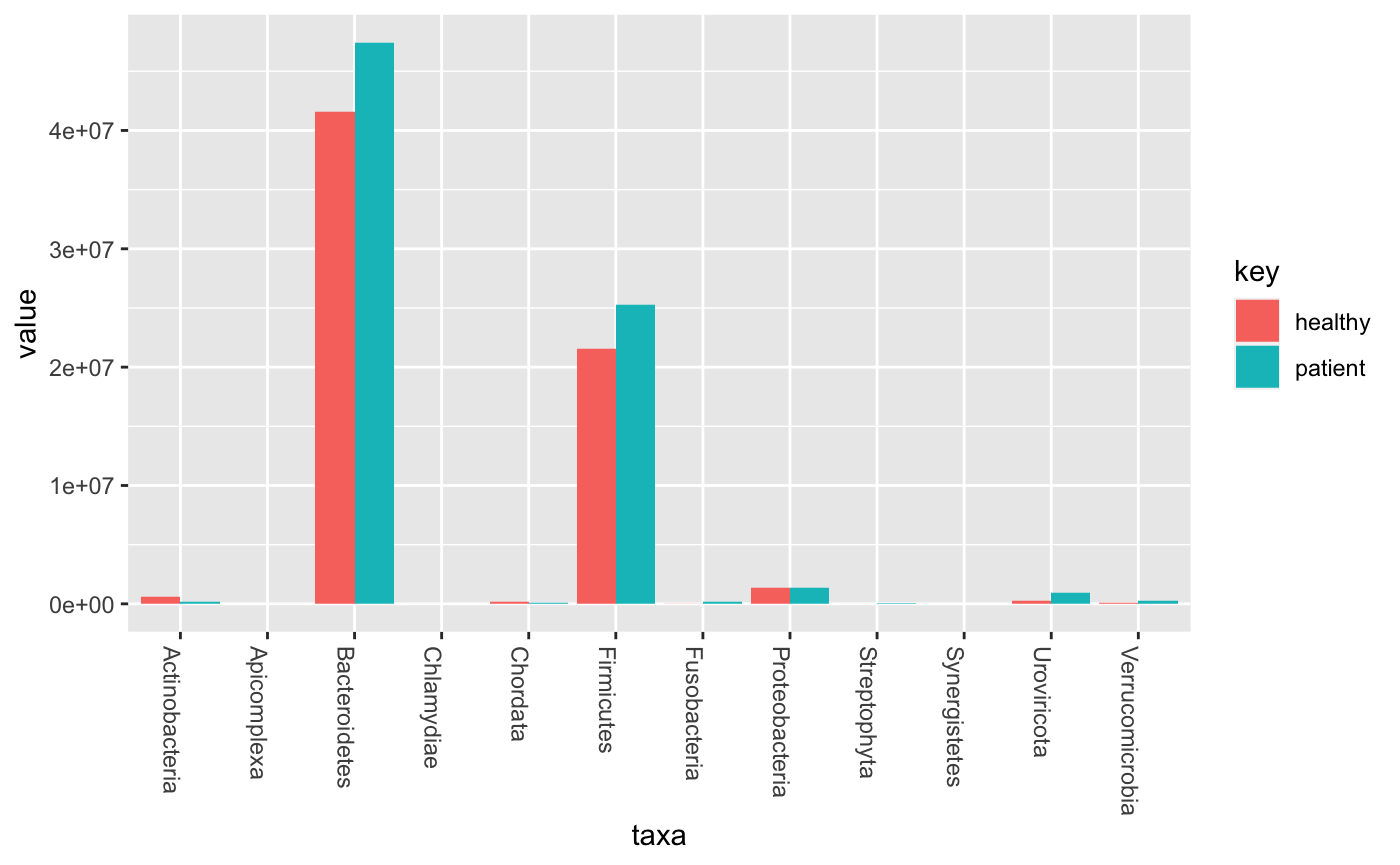 4e+07
3e+07
2e+07
1e+07
0e+00
value
Actinobacteria
Apicomplexa
Bacteroidetes
Chlamydiae
Chordata
Firmicutes
Fusobacteria
Proteobacteria
Streptophyta
Synergistetes
Uroviricota
Verrucomicrobia
taxa
key
healthy
patient